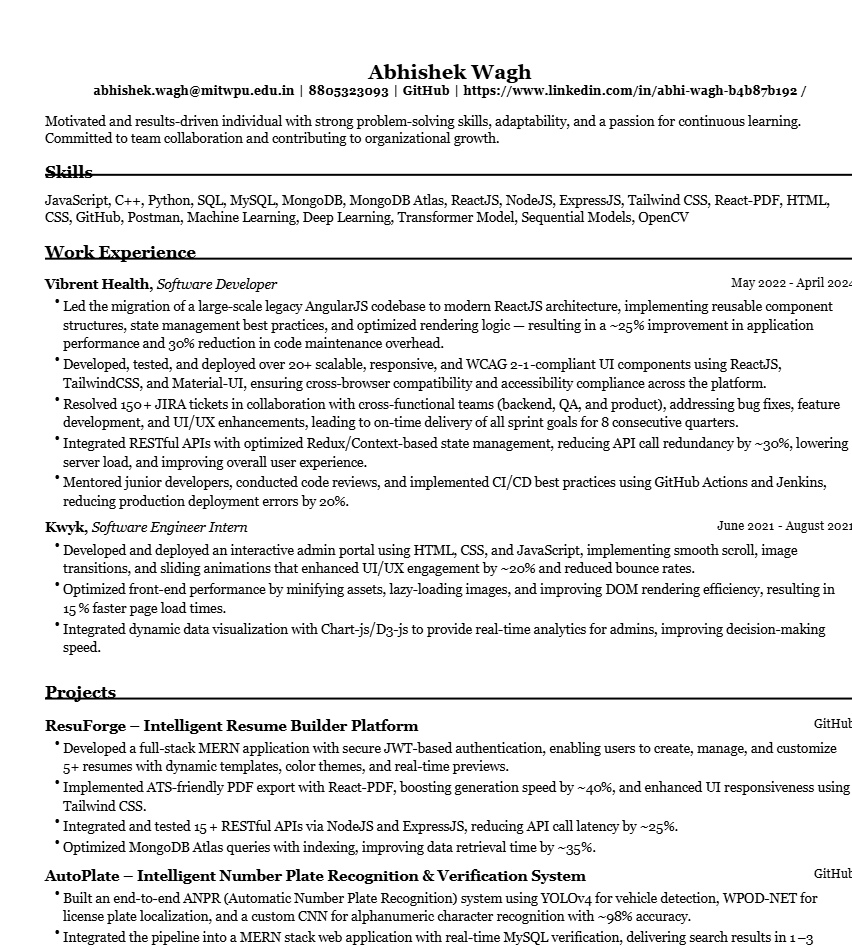 Abhishek Wagh
abhishek.wagh@mitwpu.edu.in | 8805323093 | GitHub | https://www.linkedin.com/in/abhi-wagh-b4b87b192 /
Motivated and results-driven individual with strong problem-solving skills, adaptability, and a passion for continuous learning.
Committed to team collaboration and contributing to organizational growth.
Skills
JavaScript, C++, Python, SQL, MySQL, MongoDB, MongoDB Atlas, ReactJS, NodeJS, ExpressJS, Tailwind CSS, React-PDF, HTML,
CSS, GitHub, Postman, Machine Learning, Deep Learning, Transformer Model, Sequential Models, OpenCV
Work Experience
Vibrent Health, Software Developer May 2022 - April 2024
• Led the migration of a large-scale legacy AngularJS codebase to modern ReactJS architecture, implementing reusable component
structures, state management best practices, and optimized rendering logic — resulting in a ~25% improvement in application
performance and 30% reduction in code maintenance overhead.
• Developed, tested, and deployed over 20+ scalable, responsive, and WCAG 2-1-compliant UI components using ReactJS,
TailwindCSS, and Material-UI, ensuring cross-browser compatibility and accessibility compliance across the platform.
• Resolved 150+ JIRA tickets in collaboration with cross-functional teams (backend, QA, and product), addressing bug fixes, feature
development, and UI/UX enhancements, leading to on-time delivery of all sprint goals for 8 consecutive quarters.
• Integrated RESTful APIs with optimized Redux/Context-based state management, reducing API call redundancy by ~30%, lowering
server load, and improving overall user experience.
• Mentored junior developers, conducted code reviews, and implemented CI/CD best practices using GitHub Actions and Jenkins,
reducing production deployment errors by 20%.
Kwyk, Software Engineer Intern June 2021 - August 2021
• Developed and deployed an interactive admin portal using HTML, CSS, and JavaScript, implementing smooth scroll, image
transitions, and sliding animations that enhanced UI/UX engagement by ~20% and reduced bounce rates.
• Optimized front-end performance by minifying assets, lazy-loading images, and improving DOM rendering efficiency, resulting in
15 % faster page load times.
• Integrated dynamic data visualization with Chart-js/D3-js to provide real-time analytics for admins, improving decision-making
speed.
Projects
ResuForge – Intelligent Resume Builder Platform GitHub
• Developed a full-stack MERN application with secure JWT-based authentication, enabling users to create, manage, and customize
5+ resumes with dynamic templates, color themes, and real-time previews.
• Implemented ATS-friendly PDF export with React-PDF, boosting generation speed by ~40%, and enhanced UI responsiveness using
Tailwind CSS.
• Integrated and tested 15 + RESTful APIs via NodeJS and ExpressJS, reducing API call latency by ~25%.
• Optimized MongoDB Atlas queries with indexing, improving data retrieval time by ~35%.
AutoPlate – Intelligent Number Plate Recognition & Verification System GitHub
• Built an end-to-end ANPR (Automatic Number Plate Recognition) system using YOLOv4 for vehicle detection, WPOD-NET for
license plate localization, and a custom CNN for alphanumeric character recognition with ~98% accuracy.
• Integrated the pipeline into a MERN stack web application with real-time MySQL verification, delivering search results in 1–3